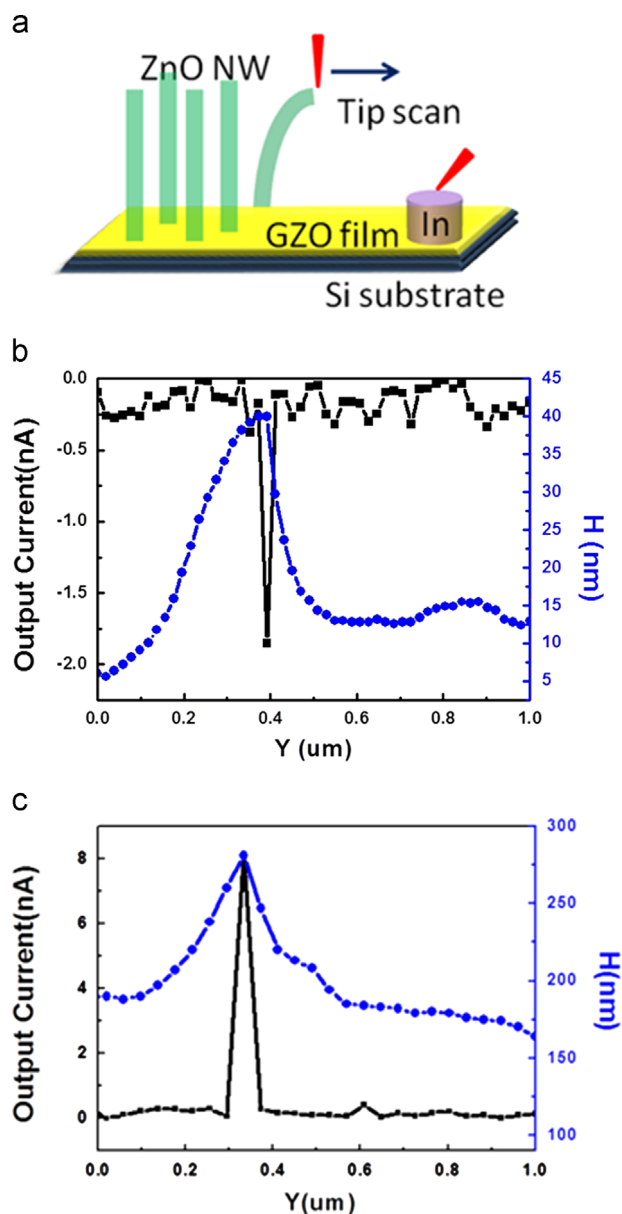 a
ZnO NW
Tip scan
GZO film
In
Si substrate
b
0.0
-0.5
-1.0
-1.5
-2.0
Output Current(nA)
45
40
35
30
25
20
15
10
5
H (nm)
0.0 0.2 0.4 0.6 0.8 1.0
Y (um)
c
8
6
4
2
0
Output Current(nA)
300
250
200
150
100
H(nm)
0.0 0.2 0.4 0.6 0.8 1.0
Y(um)